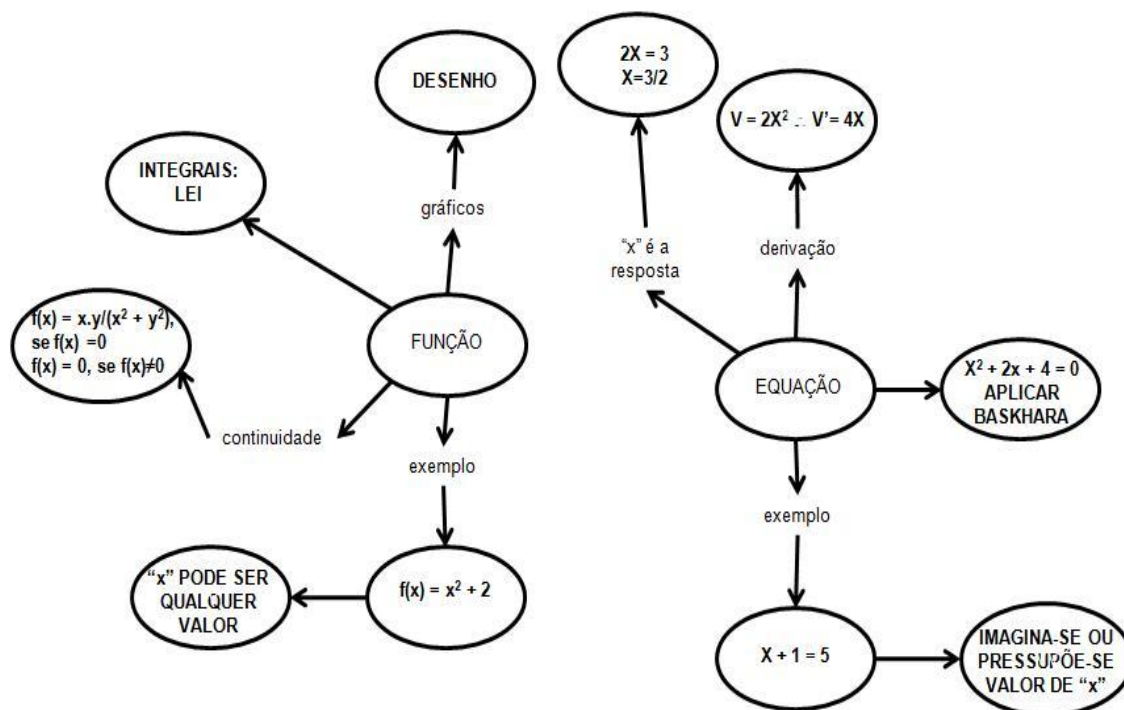 DESENHO
INTEGRAIS:
LEI
gráficos
f(x) = x.y/(x² + y²),
se f(x) =0
f(x) = 0, se f(x)≠0
FUNÇÃO
continuidade
exemplo
“x” PODE SER
QUALQUER
VALOR
f(x) = x² + 2
2X = 3
X=3/2
V = 2X² ∴ V’= 4X
“x” é a
resposta
derivação
EQUAÇÃO
X² + 2x + 4 = 0
APLICAR
BASKHARA
exemplo
X + 1 = 5
IMAGINA-SE OU
PRESSUPÕE-SE
VALOR DE “x”